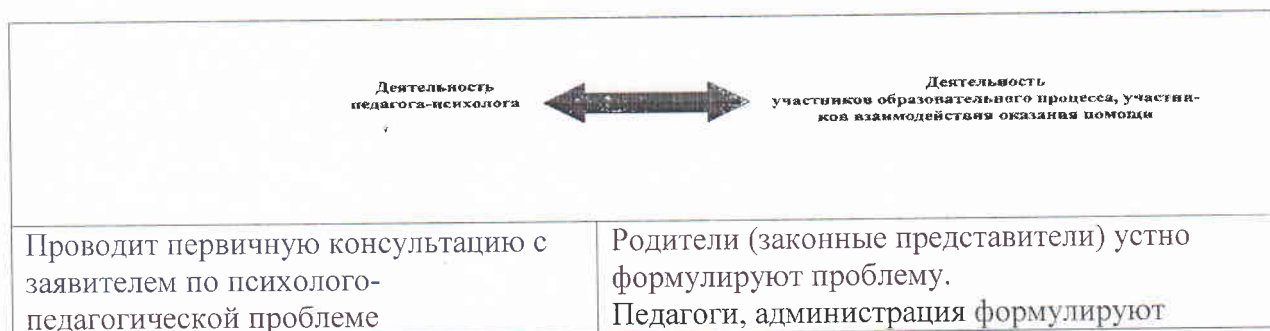 Деятельность
педагога-психолога
Деятельность
участников образовательного процесса, участни-
ков взаимодействия оказания помощи
Проводит первичную консультацию с
заявителем по психолого-
педагогической проблеме
Родители (законные представители) устно
формулируют проблему.
Педагоги, администрация формулируют